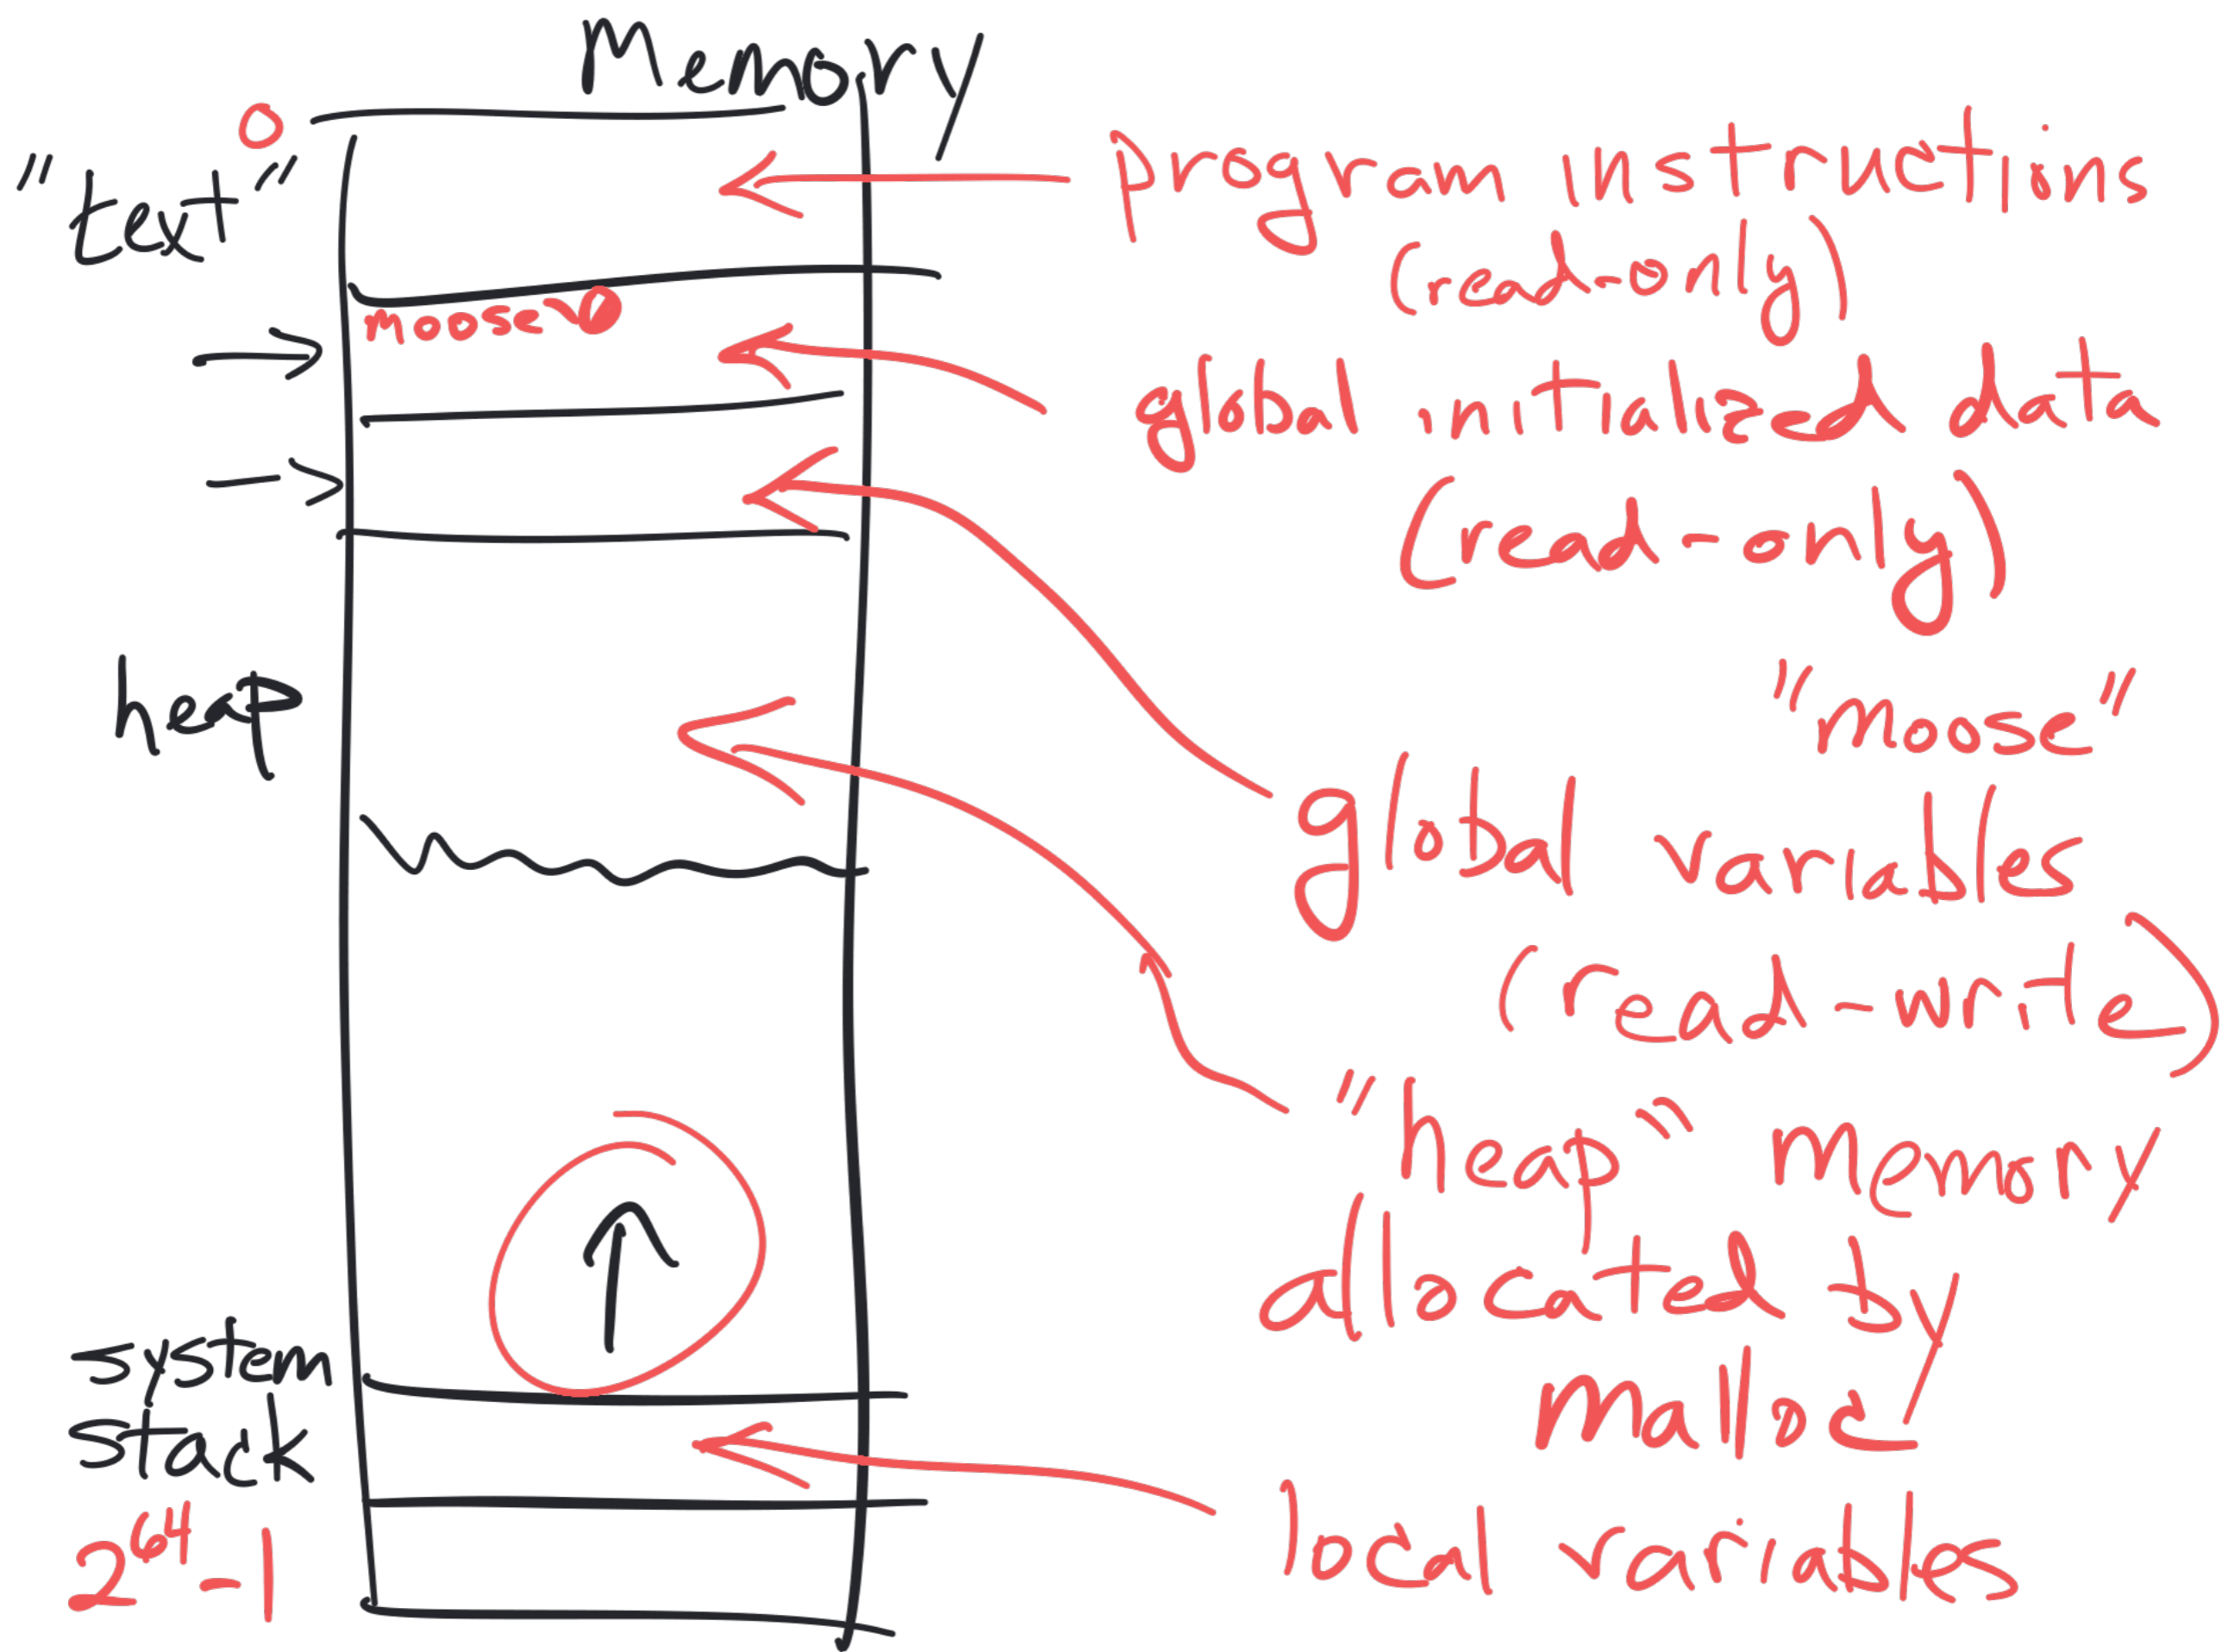 Memory
0
"text"
program instructions
(read-only)
moose\0
global initialized data
(read-only)
"moose"
heap
global variables
(read-write)
"heap" memory
allocated by
malloc
system
stack
local variables
2^64-1